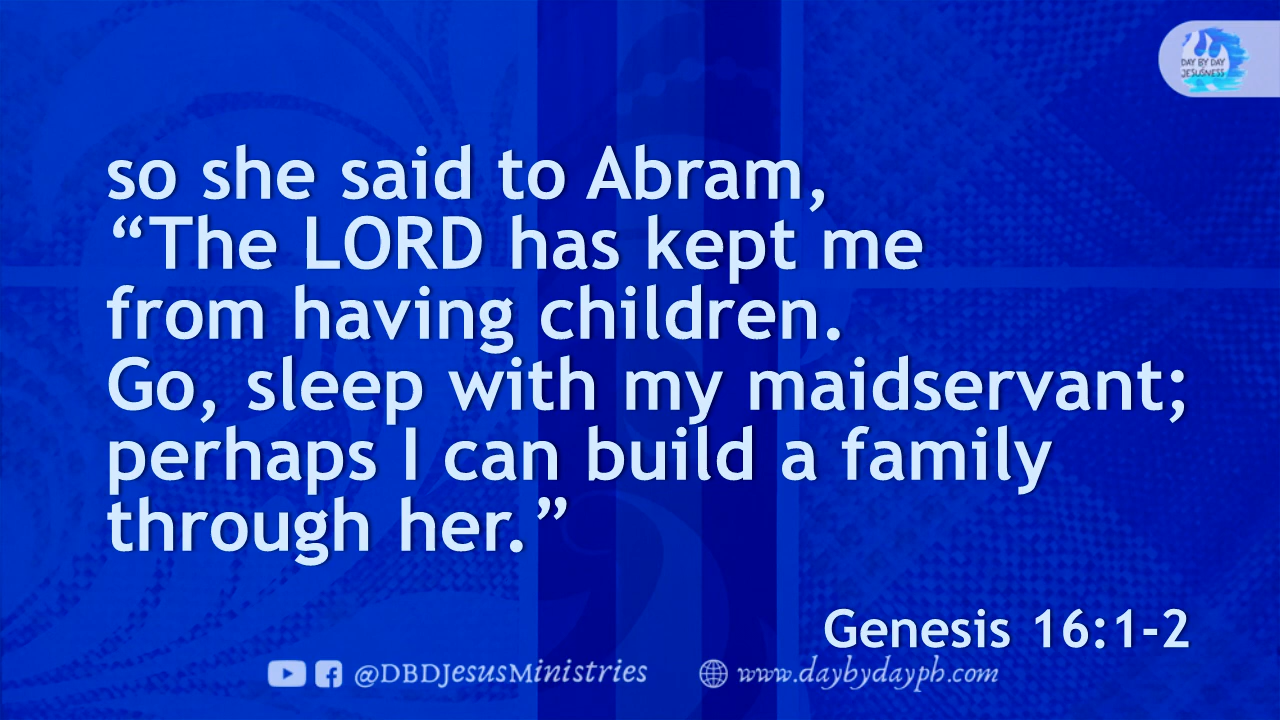 DAY BY DAY
JESUSNESS
so she said to Abram,
“The LORD has kept me
from having children.
Go, sleep with my maidservant;
perhaps I can build a family
through her.”
Genesis 16:1-2
@DBDJesusMinistries www.daybydayph.com